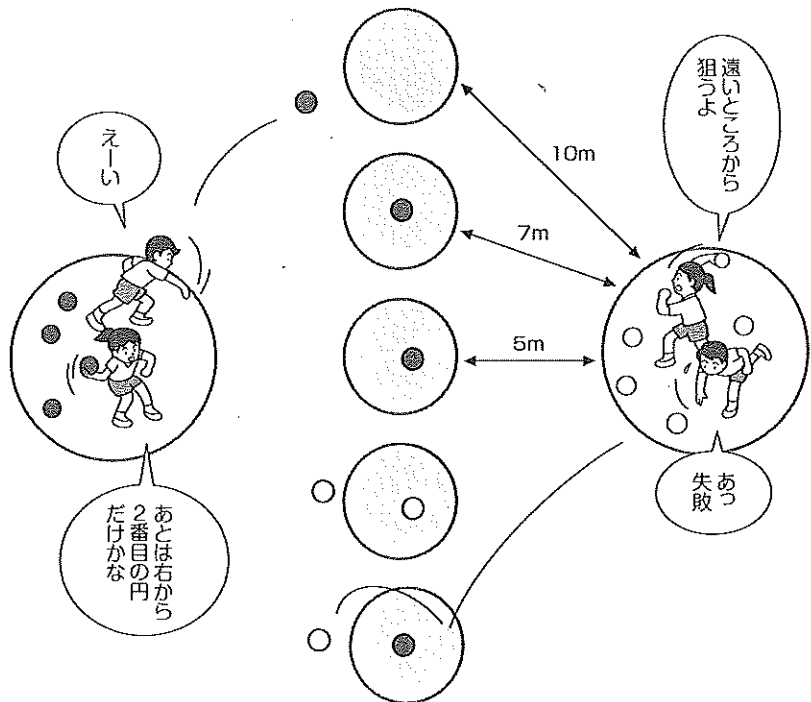 えーい
10m
7m
5m
遠いところから
狙うよ
あっ
失敗
あとは右から
2番目の円
だけかな